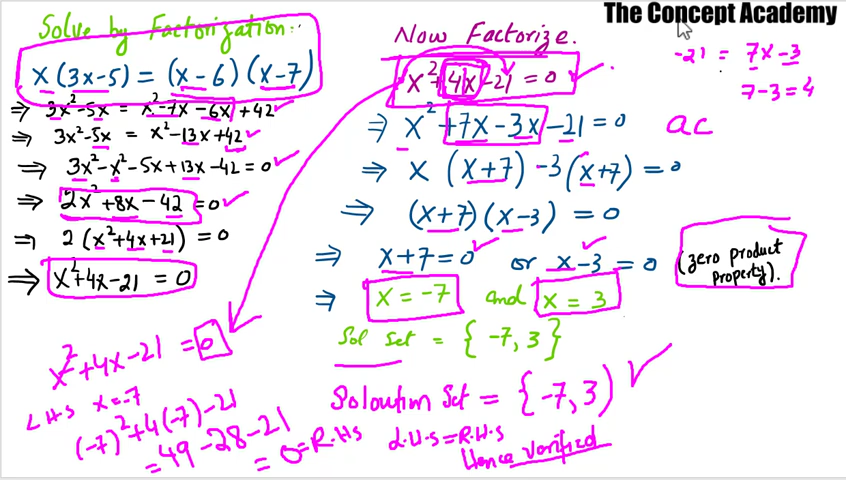 The Concept Academy
Solve by Factorization:
x (3x-5) = (x-6) (x-7)
⇒ 3x²-5x = x²-7x-6x+42
⇒ 3x²-5x = x²-13x+42
⇒ 3x²-x²-5x+13x-42=0
⇒ 2x²+8x-42=0
⇒ 2(x²+4x+21)=0
⇒ x²+4x-21=0
x²+4x-21=0
LHS x=-7
(-7)²+4(-7)-21
=49-28-21
=0=R.HS
Now Factorize.
x²+4x-21=0
⇒ x²+7x-3x-21=0
⇒ x (x+7)-3(x+7)=0
⇒ (x+7)(x-3)=0
⇒ x+7=0 or x-3=0 (zero product
property).
⇒ x=-7 and x=3
Sol Set = {-7,3}
Soloution Set = {-7,3)
L.H.S=R.H.S
Hence Verified
-21 = 7x-3
7-3=4
ac